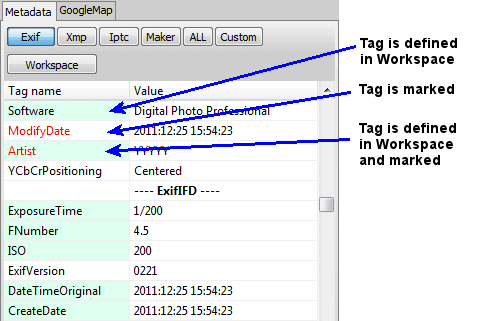 Metadata GoogleMap
Exif Xmp Iptc Maker ALL Custom
Workspace
Tag name Value
Software Digital Photo Professional
ModifyDate 2011:12:25 15:54:23
Artist YYYYY
YCbCrPositioning Centered
---- ExifIFD ----
ExposureTime 1/200
FNumber 4.5
ISO 200
ExifVersion 0221
DateTimeOriginal 2011:12:25 15:54:23
CreateDate 2011:12:25 15:54:23
Tag is defined
in Workspace
Tag is marked
Tag is defined
in Workspace
and marked